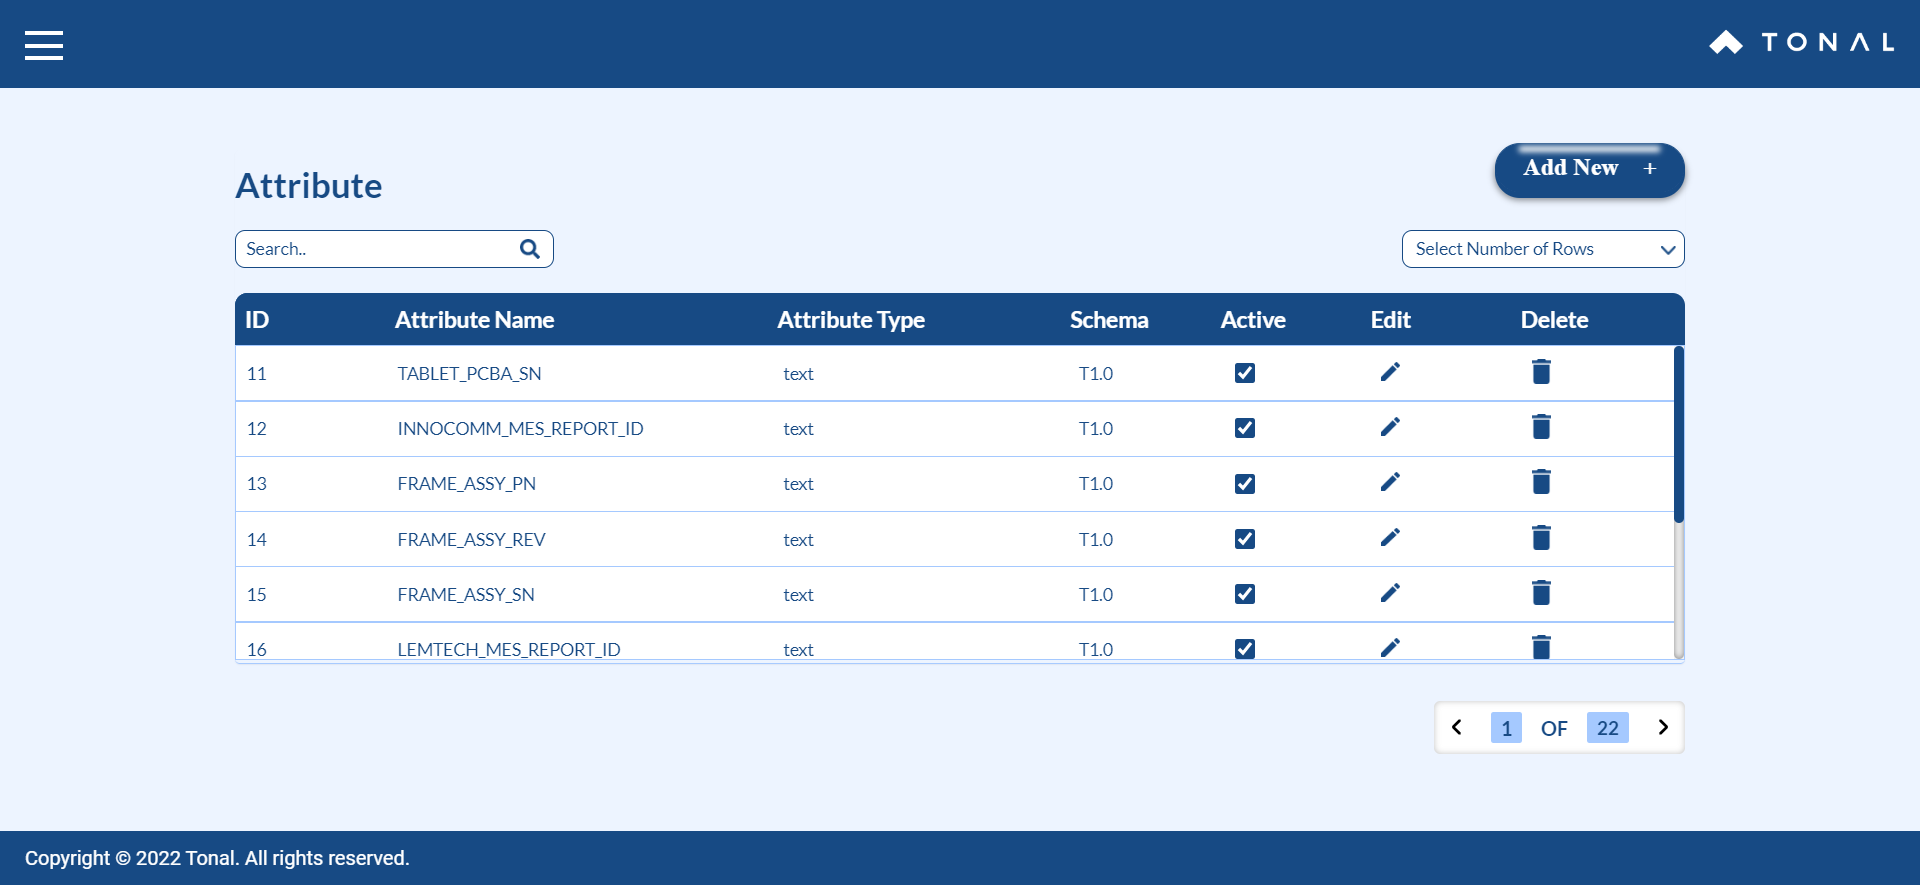 TONAL
Attribute
Add New +
Search..
Select Number of Rows
ID Attribute Name Attribute Type Schema Active Edit Delete
11 TABLET_PCBA_SN text T1.0
12 INNOCOMM_MES_REPORT_ID text T1.0
13 FRAME_ASSY_PN text T1.0
14 FRAME_ASSY_REV text T1.0
15 FRAME_ASSY_SN text T1.0
16 LEMTECH_MES_REPORT_ID text T1.0
1 OF 22
Copyright © 2022 Tonal. All rights reserved.